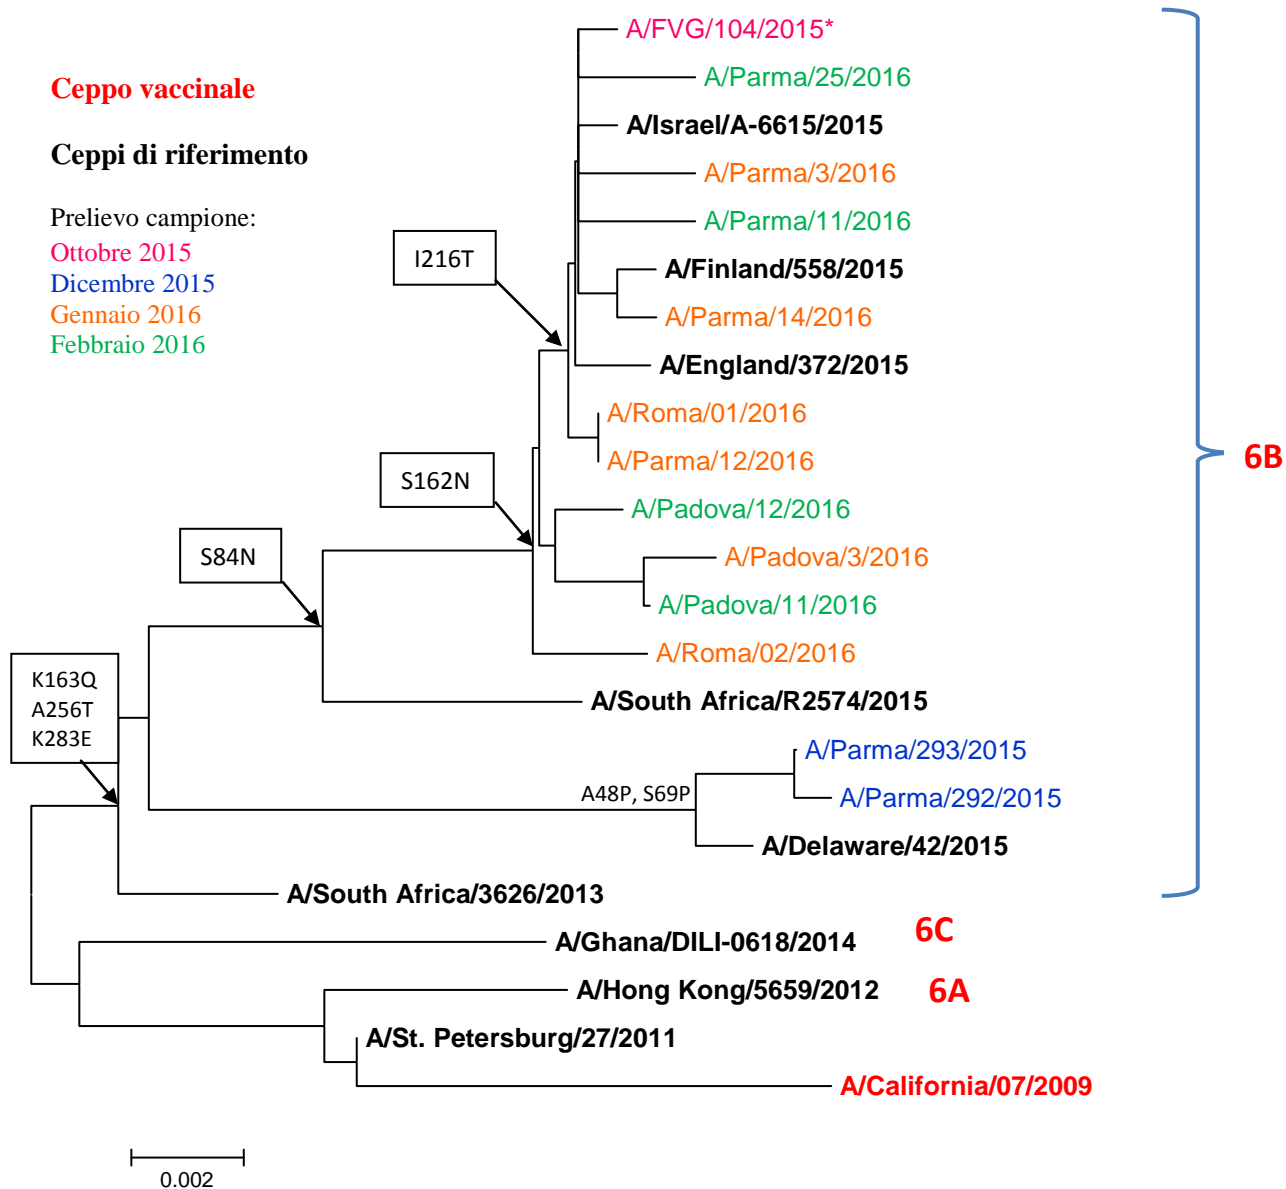 Ceppo vaccinale
Ceppi di riferimento
Prelievo campione:
Ottobre 2015
Dicembre 2015
Gennaio 2016
Febbraio 2016
A/FVG/104/2015*
A/Parma/25/2016
A/Israel/A-6615/2015
A/Parma/3/2016
A/Parma/11/2016
I216T
A/Finland/558/2015
A/Parma/14/2016
A/England/372/2015
A/Roma/01/2016
A/Parma/12/2016
6B
S162N
A/Padova/12/2016
S84N
A/Padova/3/2016
A/Padova/11/2016
A/Roma/02/2016
K163Q
A256T
K283E
A/South Africa/R2574/2015
A/Parma/293/2015
A48P, S69P
A/Parma/292/2015
A/Delaware/42/2015
A/South Africa/3626/2013
A/Ghana/DILI-0618/2014
6C
A/Hong Kong/5659/2012
6A
A/St. Petersburg/27/2011
A/California/07/2009
0.002